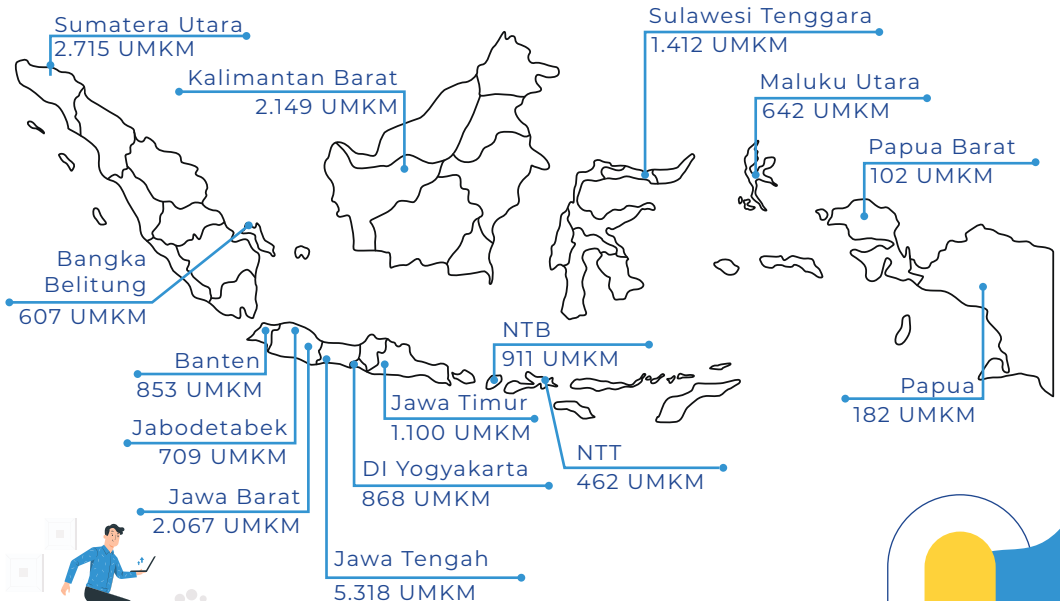 Sumatera Utara
2.715 UMKM
Kalimantan Barat
2.149 UMKM
Sulawesi Tenggara
1.412 UMKM
Maluku Utara
642 UMKM
Papua Barat
102 UMKM
Bangka
Belitung
607 UMKM
Banten
853 UMKM
Jabodetabek
709 UMKM
Jawa Barat
2.067 UMKM
Jawa Tengah
5.318 UMKM
DI Yogyakarta
868 UMKM
Jawa Timur
1.100 UMKM
NTB
911 UMKM
NTT
462 UMKM
Papua
182 UMKM